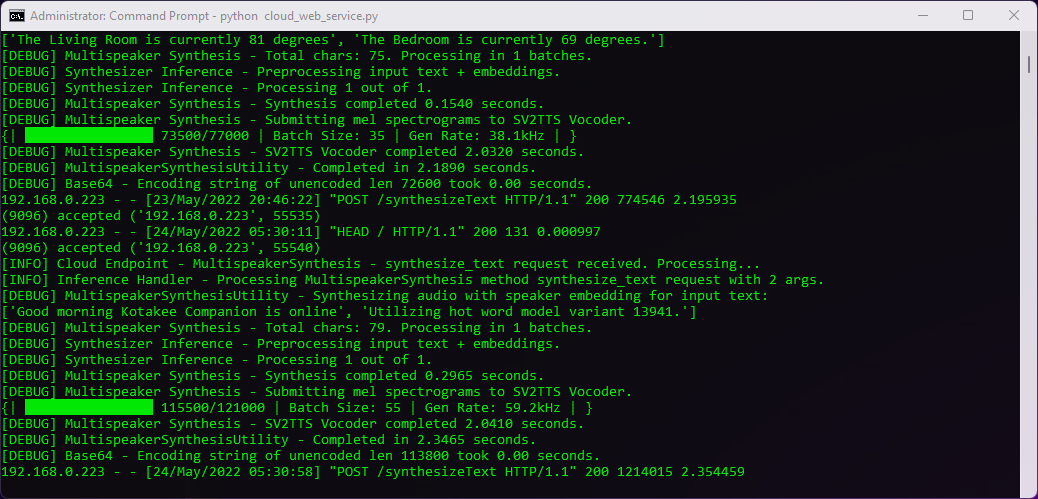 Administrator: Command Prompt - python  cloud_web_service.py
['The Living Room is currently 81 degrees', 'The Bedroom is currently 69 degrees.']
[DEBUG] Multispeaker Synthesis - Total chars: 75. Processing in 1 batches.
[DEBUG] Synthesizer Inference - Preprocessing input text + embeddings.
[DEBUG] Synthesizer Inference - Processing 1 out of 1.
[DEBUG] Multispeaker Synthesis - Synthesis completed 0.1540 seconds.
[DEBUG] Multispeaker Synthesis - Submitting mel spectrograms to SV2TTS Vocoder.
{| ████████████████ 73500/77000 | Batch Size: 35 | Gen Rate: 38.1kHz | }
[DEBUG] Multispeaker Synthesis - SV2TTS Vocoder completed 2.0320 seconds.
[DEBUG] MultispeakerSynthesisUtility - Completed in 2.1890 seconds.
[DEBUG] Base64 - Encoding string of unencoded len 72600 took 0.00 seconds.
192.168.0.223 - - [23/May/2022 20:46:22] "POST /synthesizeText HTTP/1.1" 200 774546 2.195935
(9096) accepted ('192.168.0.223', 55535)
192.168.0.223 - - [24/May/2022 05:30:11] "HEAD / HTTP/1.1" 200 131 0.000997
(9096) accepted ('192.168.0.223', 55540)
[INFO] Cloud Endpoint - MultispeakerSynthesis - synthesize_text request received. Processing...
[INFO] Inference Handler - Processing MultispeakerSynthesis method synthesize_text request with 2 args.
[DEBUG] MultispeakerSynthesisUtility - Synthesizing audio with speaker embedding for input text:
['Good morning Kotakee Companion is online', 'Utilizing hot word model variant 13941.']
[DEBUG] Multispeaker Synthesis - Total chars: 79. Processing in 1 batches.
[DEBUG] Synthesizer Inference - Preprocessing input text + embeddings.
[DEBUG] Synthesizer Inference - Processing 1 out of 1.
[DEBUG] Multispeaker Synthesis - Synthesis completed 0.2965 seconds.
[DEBUG] Multispeaker Synthesis - Submitting mel spectrograms to SV2TTS Vocoder.
{| ████████████████ 115500/121000 | Batch Size: 55 | Gen Rate: 59.2kHz | }
[DEBUG] Multispeaker Synthesis - SV2TTS Vocoder completed 2.0410 seconds.
[DEBUG] MultispeakerSynthesisUtility - Completed in 2.3465 seconds.
[DEBUG] Base64 - Encoding string of unencoded len 113800 took 0.00 seconds.
192.168.0.223 - - [24/May/2022 05:30:58] "POST /synthesizeText HTTP/1.1" 200 1214015 2.354459